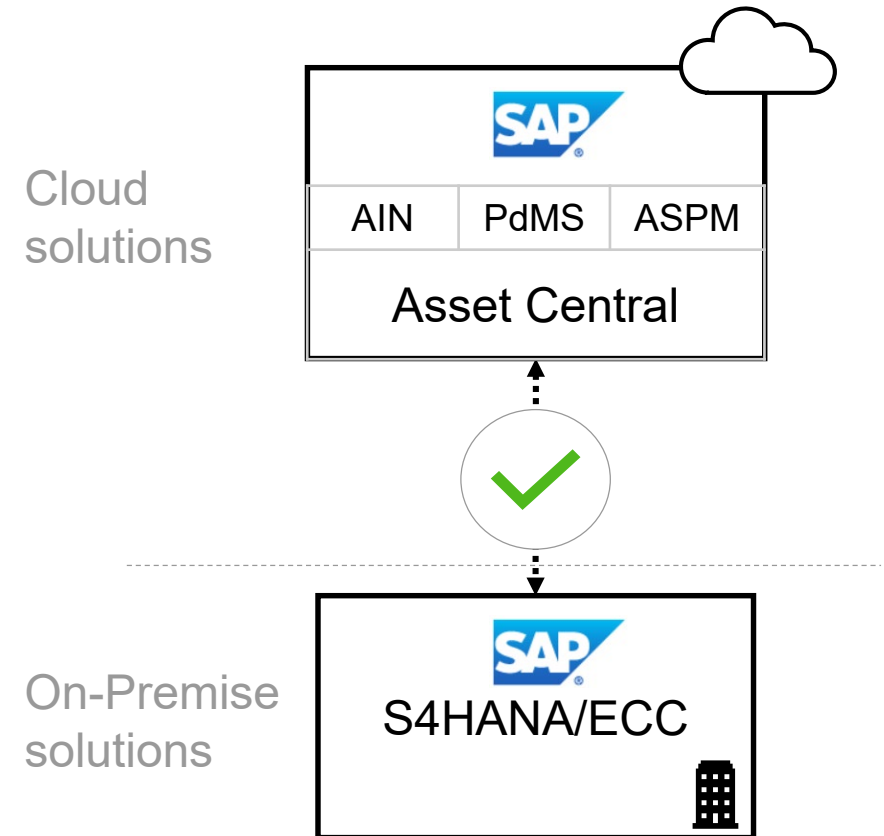 SAP
®
Cloud
solutions
AIN
PdMS
ASPM
Asset Central
SAP
®
On-Premise
solutions
S4HANA/ECC